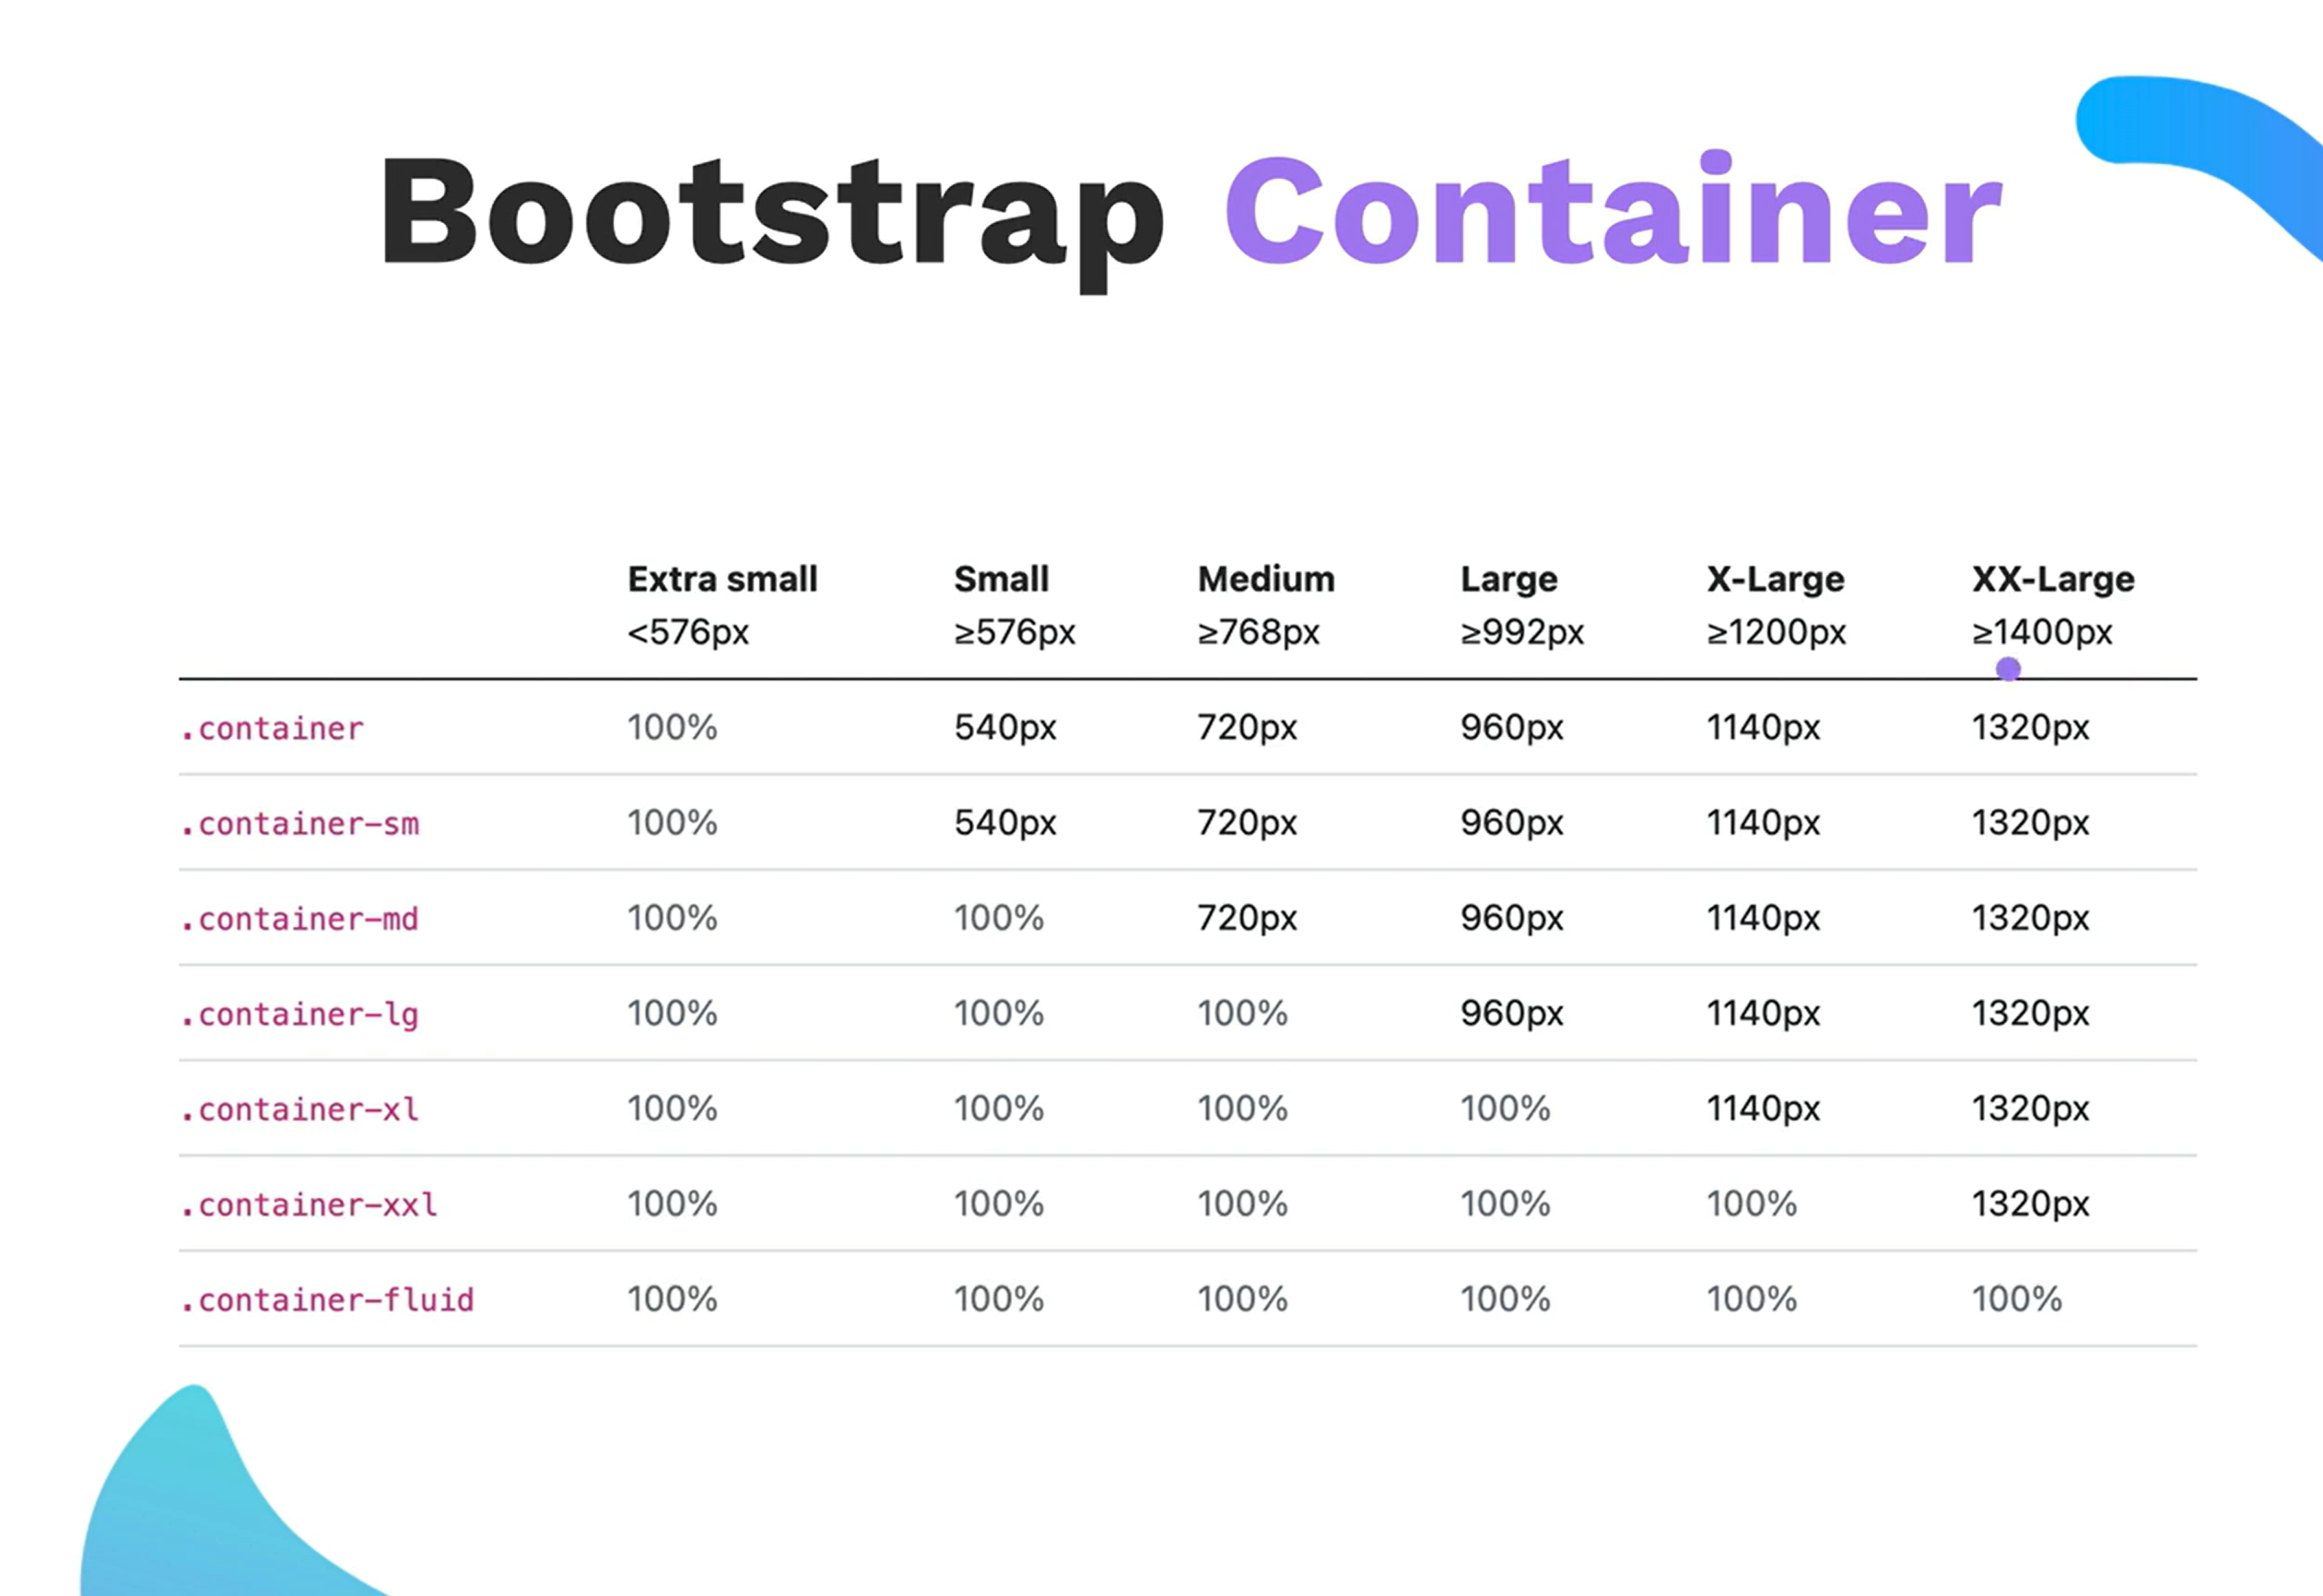 Bootstrap Container
Extra small Small Medium Large X-Large XX-Large
<576px ≥576px ≥768px ≥992px ≥1200px ≥1400px
.container 100% 540px 720px 960px 1140px 1320px
.container-sm 100% 540px 720px 960px 1140px 1320px
.container-md 100% 100% 720px 960px 1140px 1320px
.container-lg 100% 100% 100% 960px 1140px 1320px
.container-xl 100% 100% 100% 100% 1140px 1320px
.container-xxl 100% 100% 100% 100% 100% 1320px
.container-fluid 100% 100% 100% 100% 100% 100%